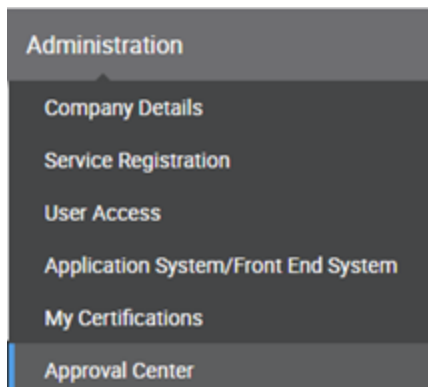 Administration
Company Details
Service Registration
User Access
Application System/Front End System
My Certifications
Approval Center